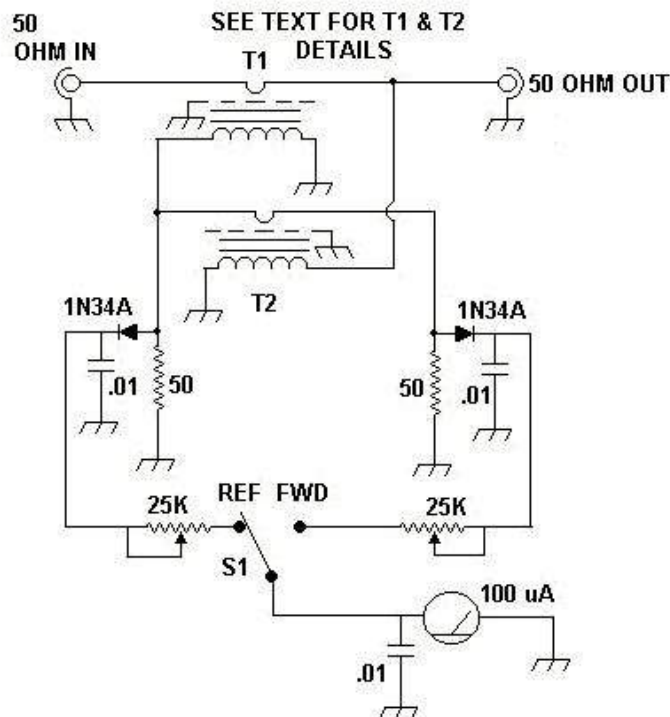 50
OHM IN
SEE TEXT FOR T1 & T2
DETAILS
T1
50 OHM OUT
T2
1N34A
1N34A
.01
50
50
.01
REF FWD
25K
25K
S1
100 uA
.01